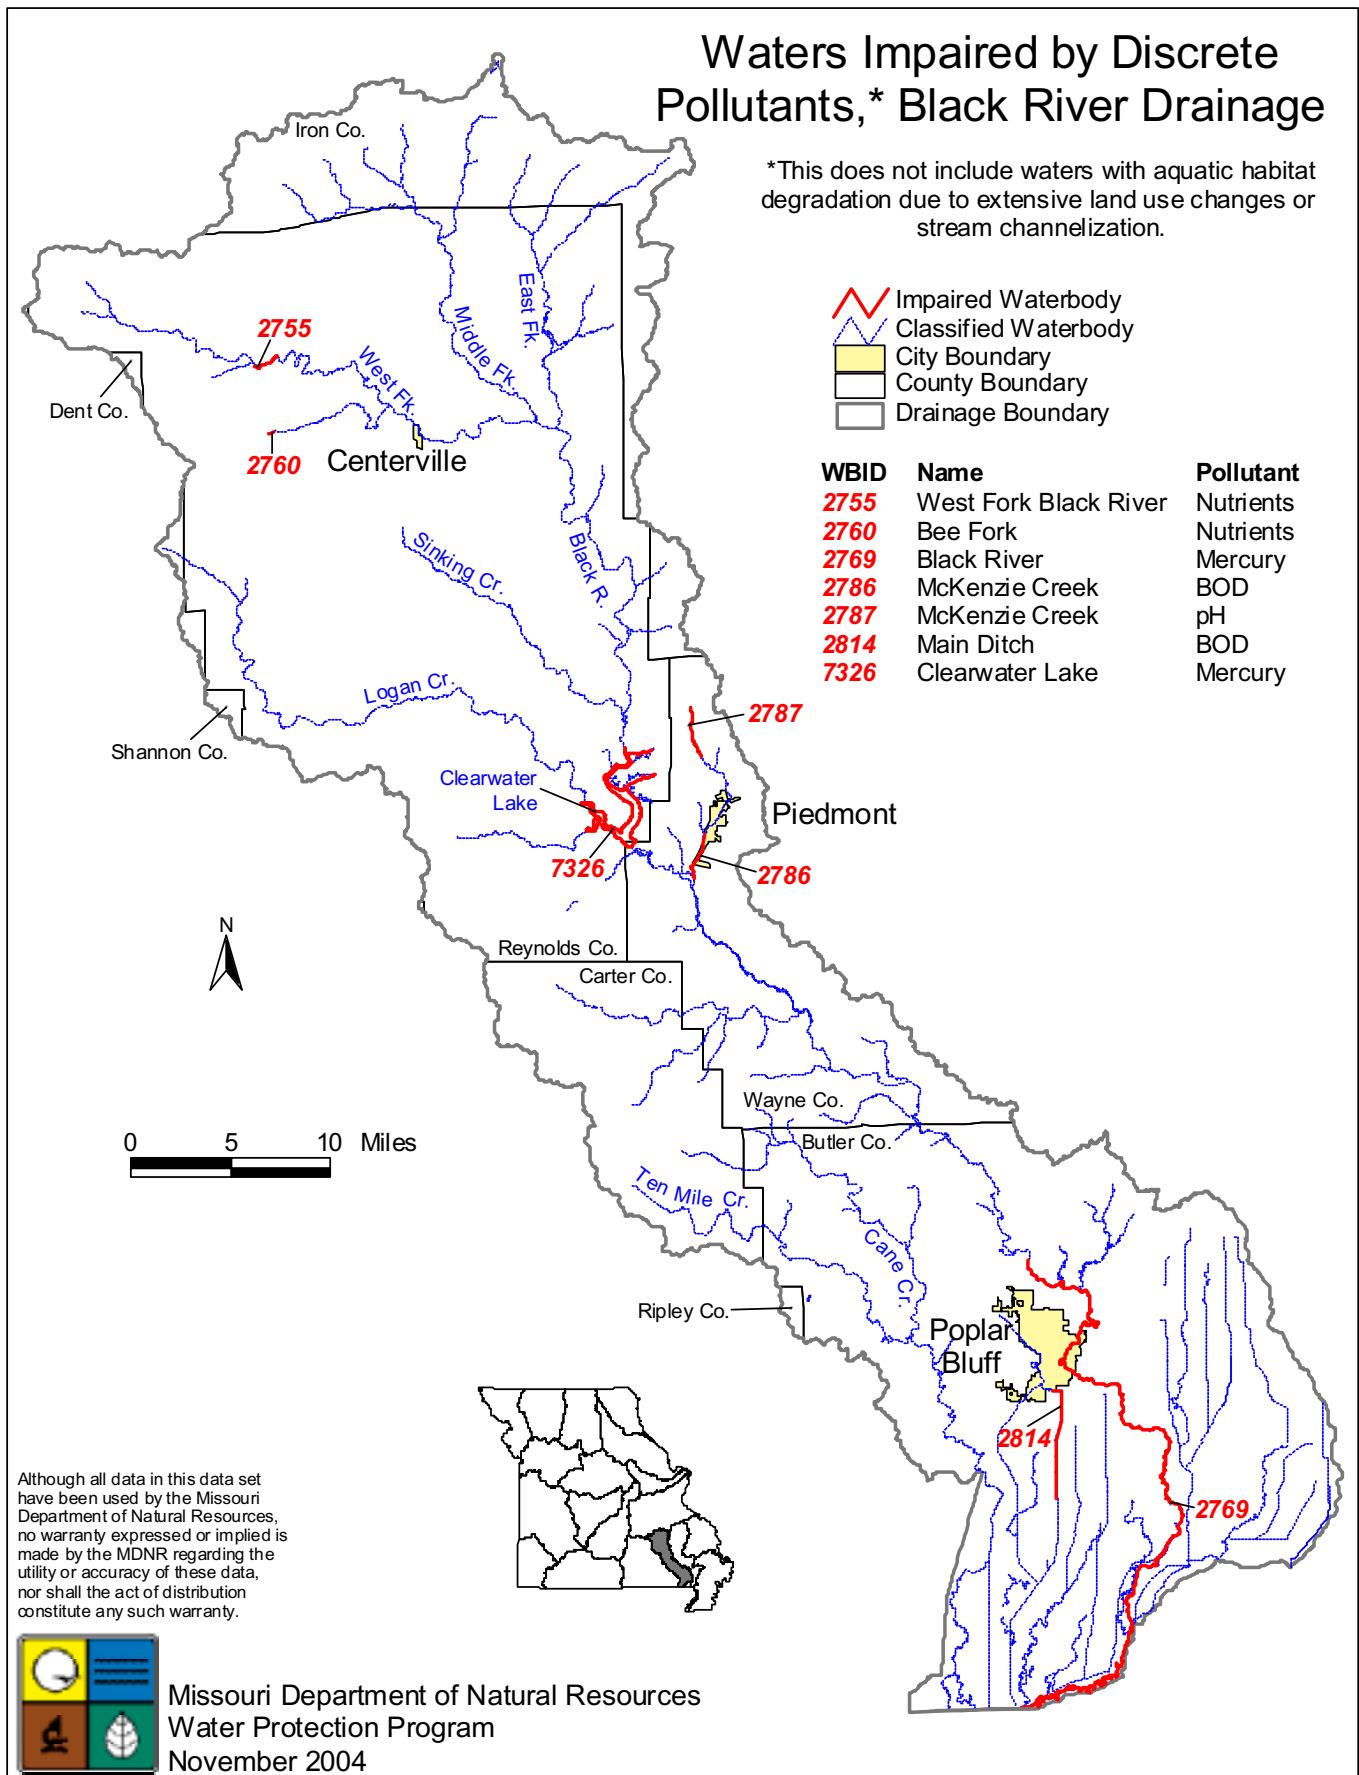 Waters Impaired by Discrete
Pollutants,* Black River Drainage
*This does not include waters with aquatic habitat
degradation due to extensive land use changes or
stream channelization.
Impaired Waterbody
Classified Waterbody
City Boundary
County Boundary
Drainage Boundary
WBID Name Pollutant
2755 West Fork Black River Nutrients
2760 Bee Fork Nutrients
2769 Black River Mercury
2786 McKenzie Creek BOD
2787 McKenzie Creek pH
2814 Main Ditch BOD
7326 Clearwater Lake Mercury
Iron Co.
East Fk.
Middle Fk.
2755
West Fk.
Dent Co.
2760
Centerville
Sinking Cr.
Black R.
Logan Cr.
2787
Shannon Co.
Clearwater
Lake
Piedmont
7326
2786
N
Reynolds Co.
Carter Co.
Wayne Co.
Butler Co.
0 5 10 Miles
Ten Mile Cr.
Cane Cr.
Ripley Co.
Poplar
Bluff
2814
2769
Although all data in this data set
have been used by the Missouri
Department of Natural Resources,
no warranty expressed or implied is
made by the MDNR regarding the
utility or accuracy of these data,
nor shall the act of distribution
constitute any such warranty.
Missouri Department of Natural Resources
Water Protection Program
November 2004